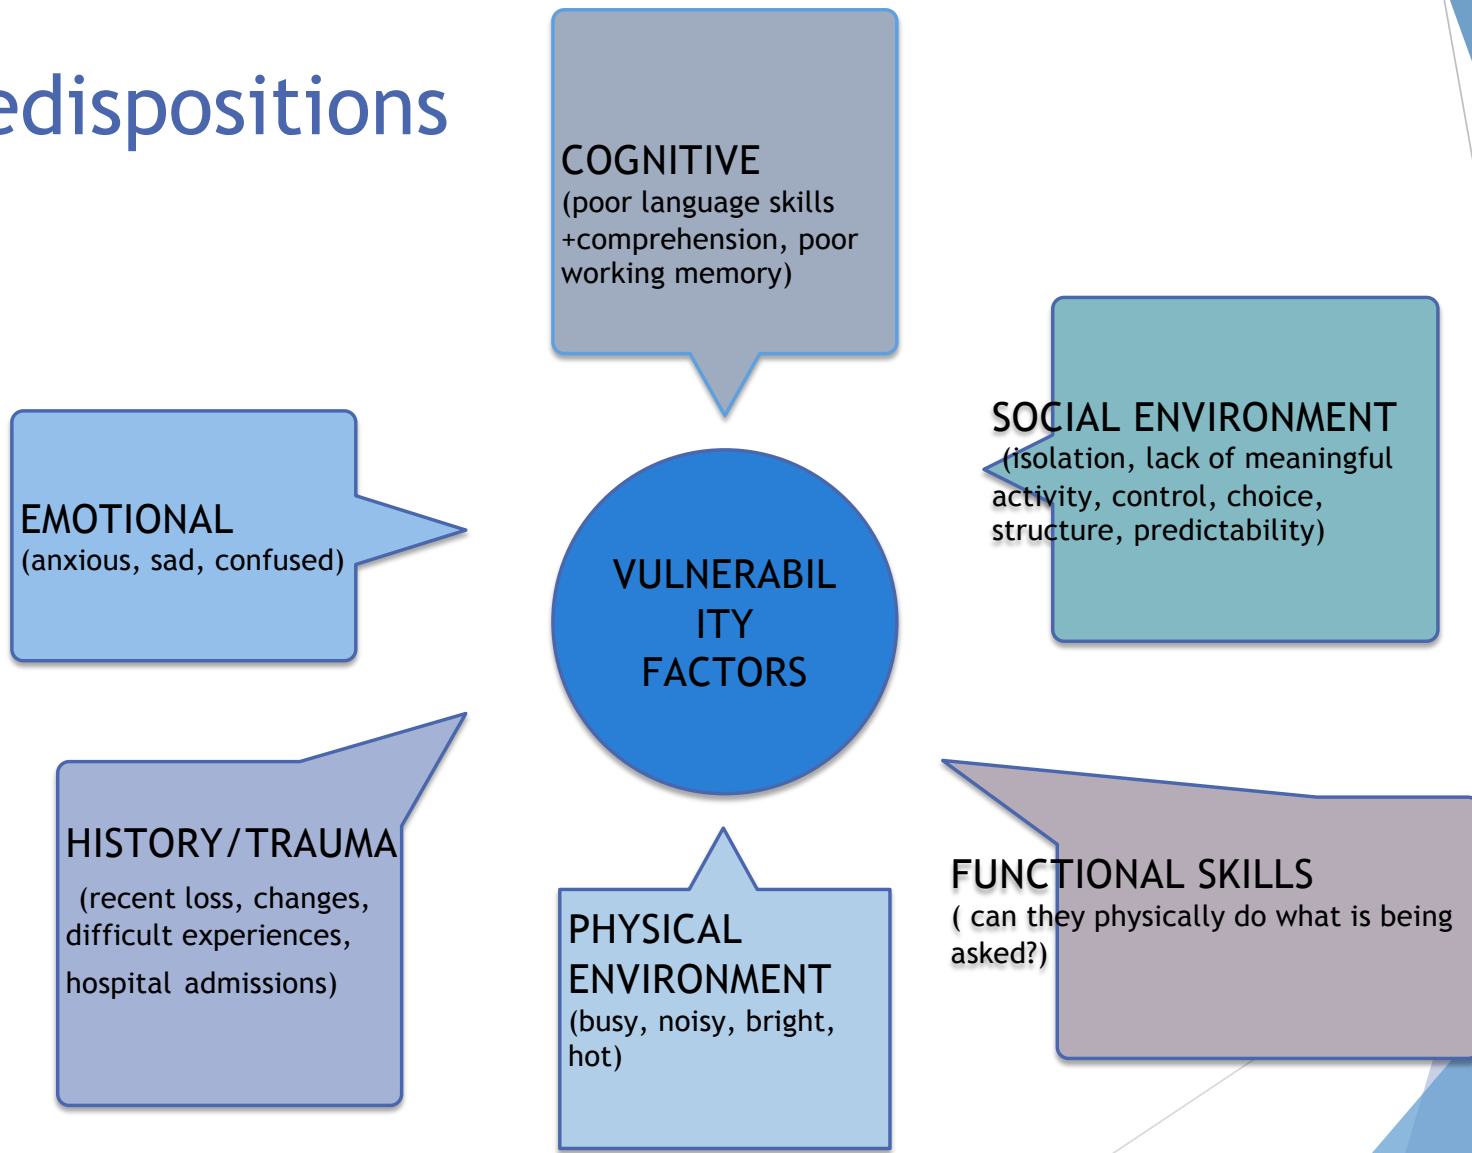 edispositions
COGNITIVE
(poor language skills
+comprehension, poor
working memory)
SOCIAL ENVIRONMENT
(isolation, lack of meaningful
activity, control, choice,
structure, predictability)
EMOTIONAL
(anxious, sad, confused)
VULNERABIL
ITY
FACTORS
HISTORY/TRAUMA
(recent loss, changes,
difficult experiences,
hospital admissions)
PHYSICAL
ENVIRONMENT
(busy, noisy, bright,
hot)
FUNCTIONAL SKILLS
( can they physically do what is being
asked?)